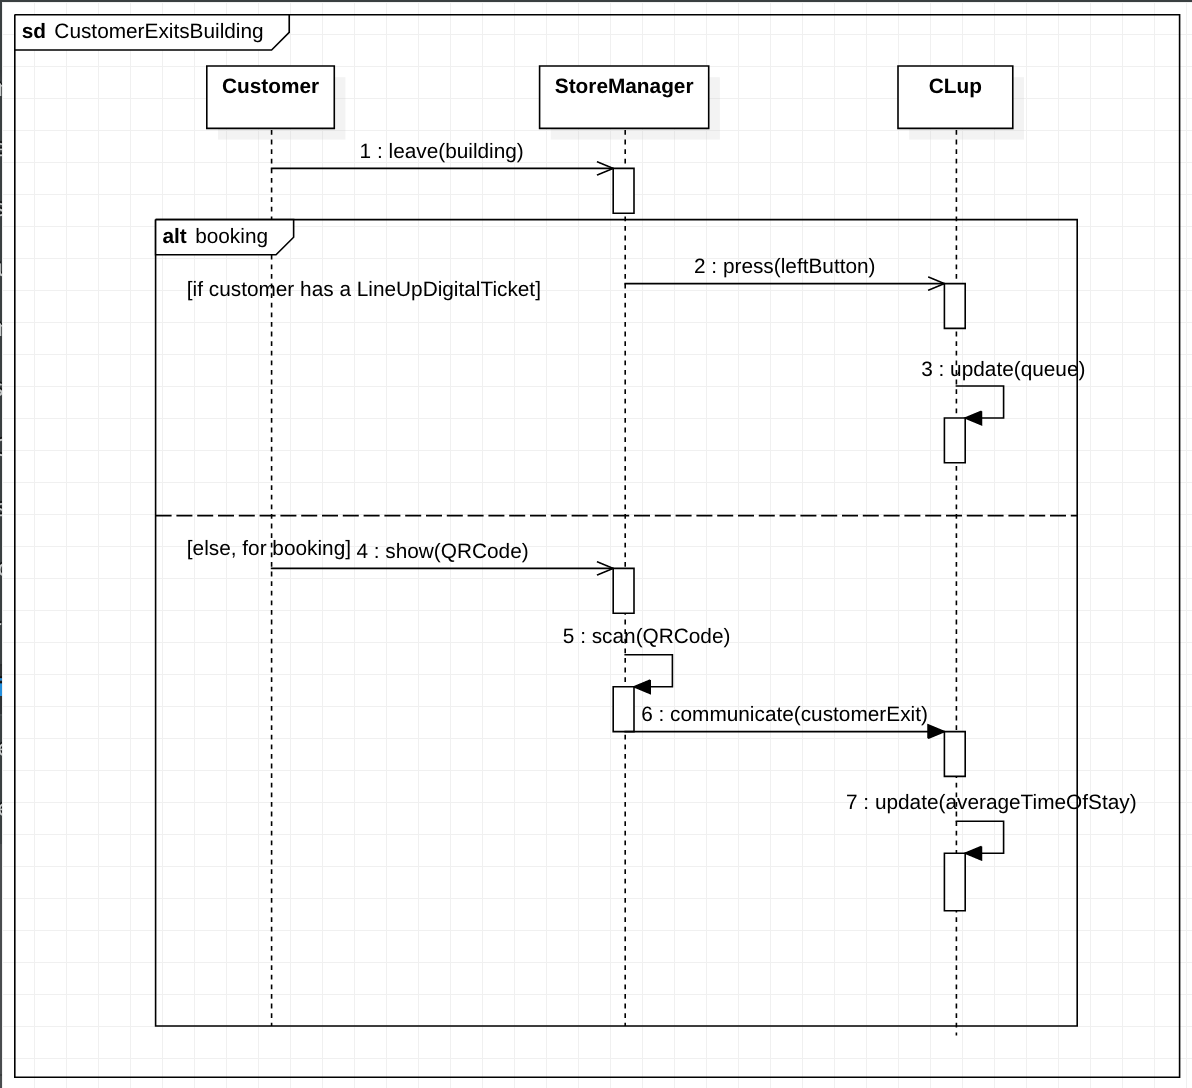 sd CustomerExitsBuilding
Customer
StoreManager
CLup
1 : leave(building)
alt booking
2 : press(leftButton)
[if customer has a LineUpDigitalTicket]
3 : update(queue)
[else, for booking]
4 : show(QRCode)
5 : scan(QRCode)
6 : communicate(customerExit)
7 : update(averageTimeOfStay)